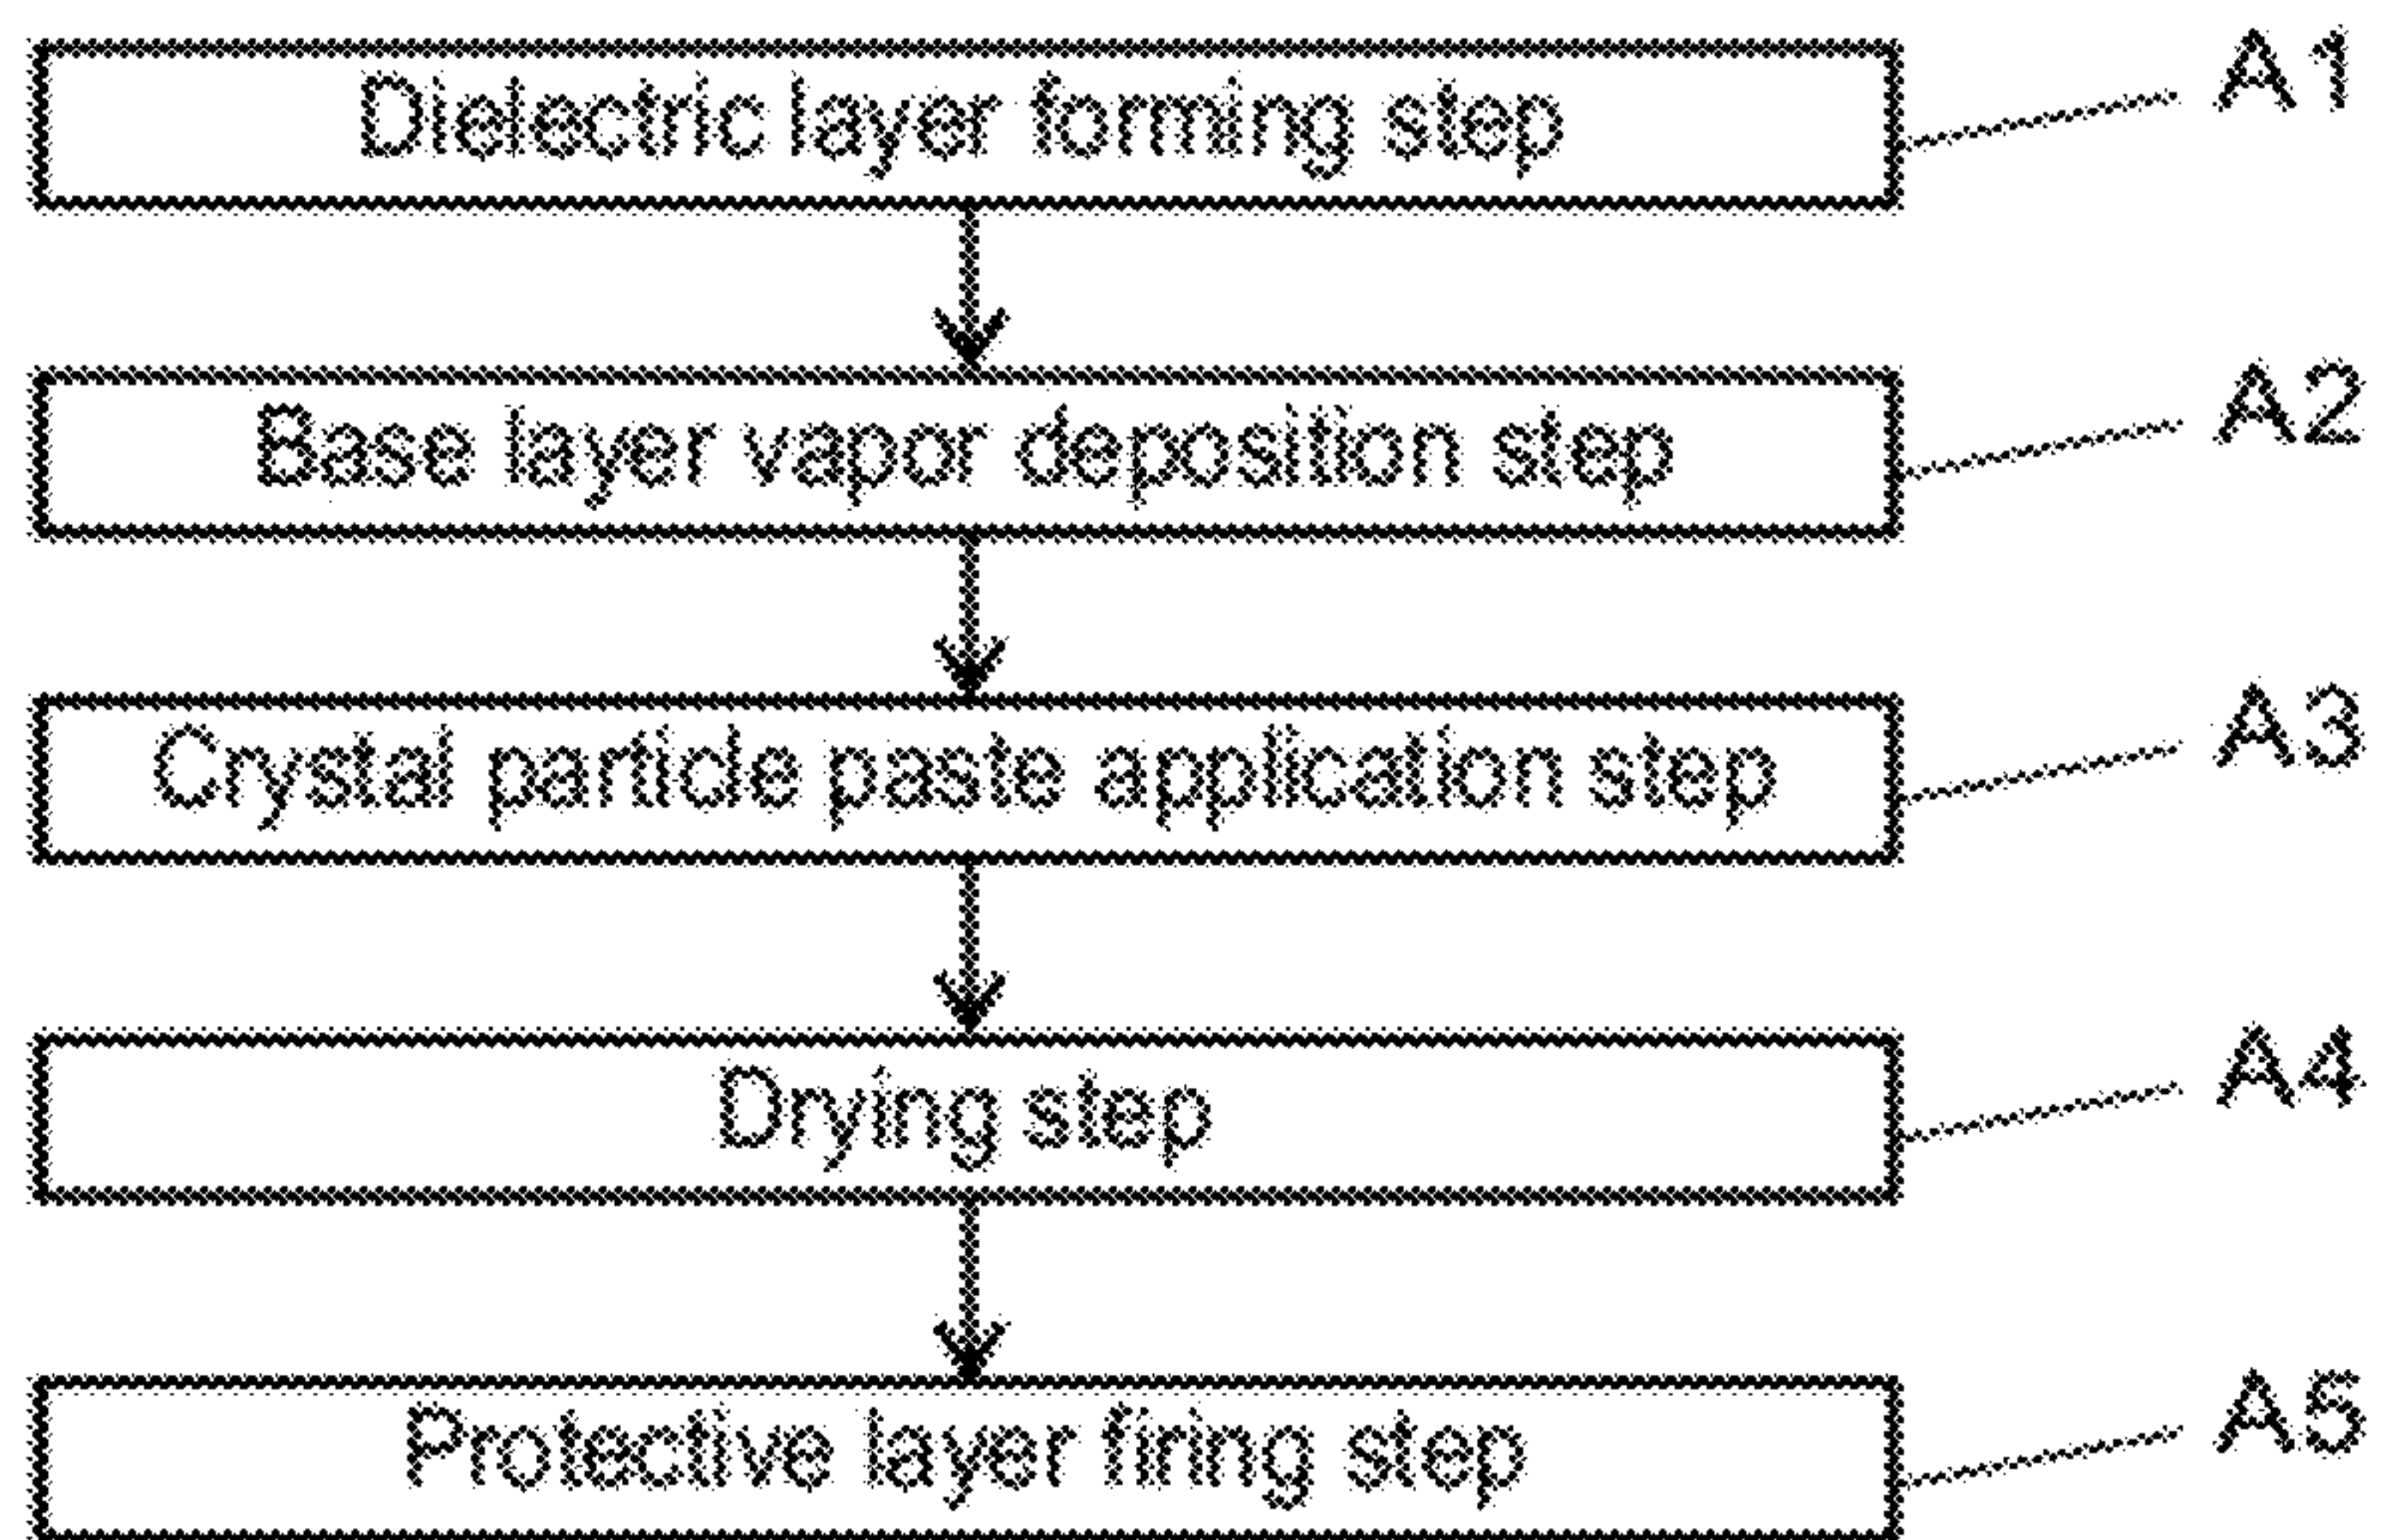 Dielectric layer forming step A1
Base layer vapor deposition step A2
Crystal particle paste application step A3
Drying step A4
Protective layer firing step A5